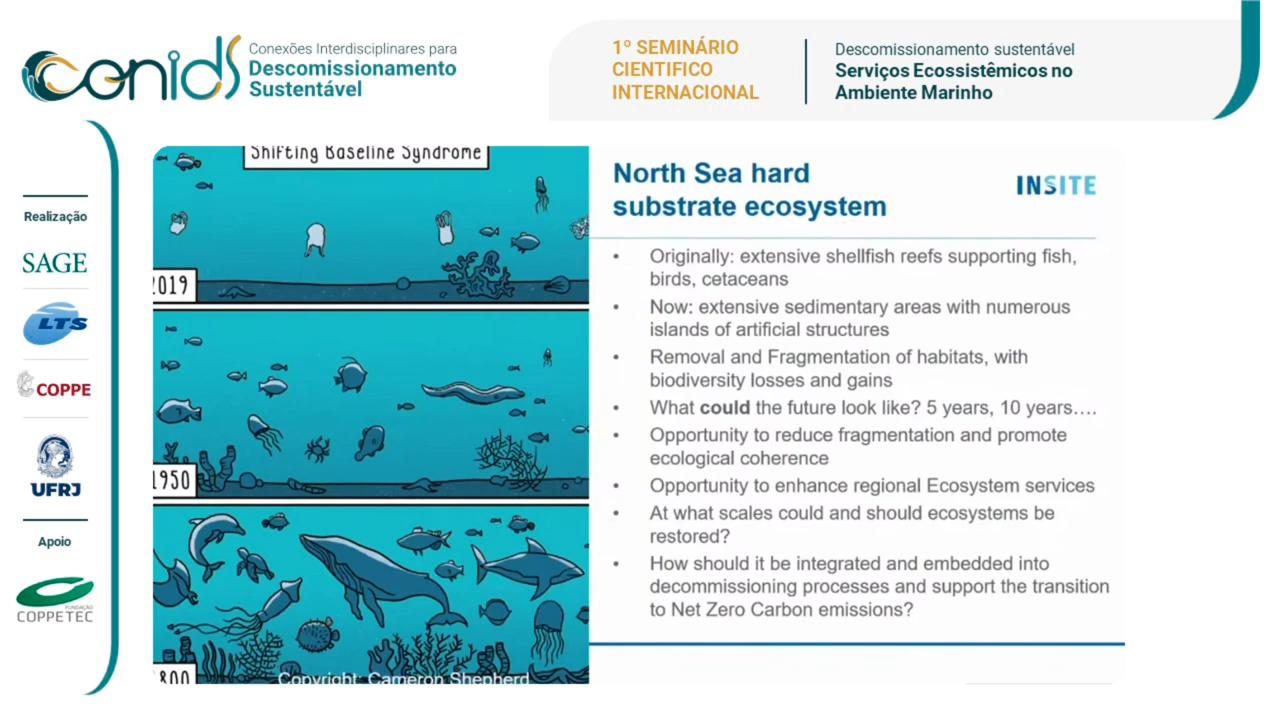 conids
Conexões Interdisciplinares para
Descomissionamento
Sustentável
1º SEMINÁRIO
CIENTIFICO
INTERNACIONAL
Descomissionamento sustentável
Serviços Ecossistêmicos no
Ambiente Marinho
Realização
SAGE
LTS
COPPE
UFRJ
Apoio
FUNDAÇÃO
COPPETEC
Shifting Baseline Syndrome
2019
1950
1800
Copyright: Cameron Shepherd
North Sea hard
substrate ecosystem
INSITE
• Originally: extensive shellfish reefs supporting fish,
birds, cetaceans
• Now: extensive sedimentary areas with numerous
islands of artificial structures
• Removal and Fragmentation of habitats, with
biodiversity losses and gains
• What could the future look like? 5 years, 10 years….
• Opportunity to reduce fragmentation and promote
ecological coherence
• Opportunity to enhance regional Ecosystem services
• At what scales could and should ecosystems be
restored?
• How should it be integrated and embedded into
decommissioning processes and support the transition
to Net Zero Carbon emissions?